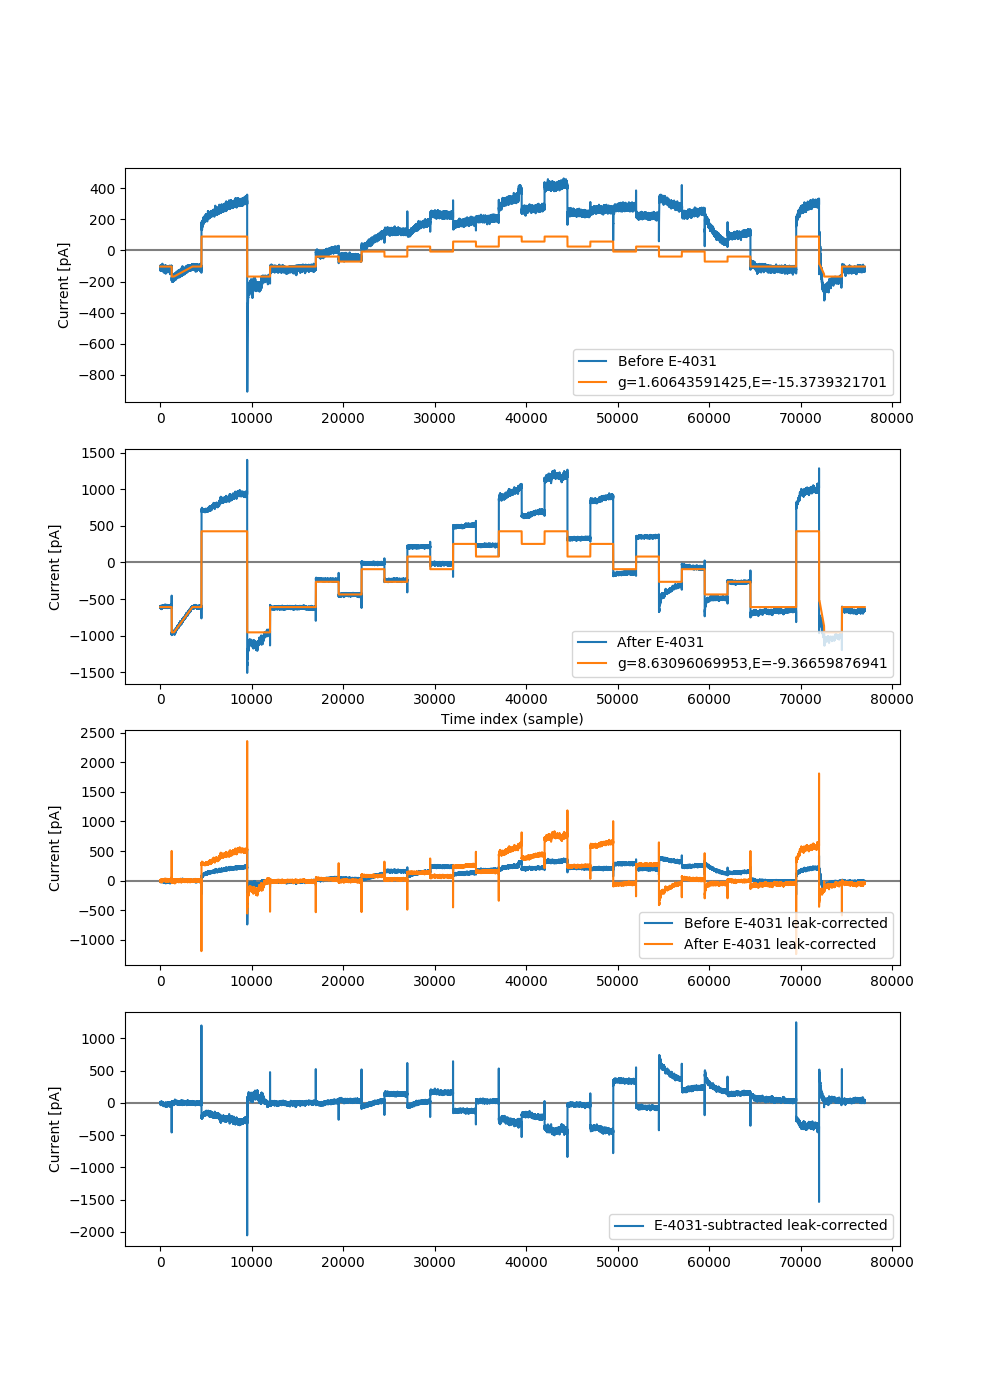 400
200
0
−200
−400
−600
−800
Current [pA]
Before E-4031
g=1.60643591425,E=-15.3739321701
0 10000 20000 30000 40000 50000 60000 70000 80000
1500
1000
500
0
−500
−1000
−1500
Current [pA]
After E-4031
g=8.63096069953,E=-9.36659876941
0 10000 20000 30000 40000 50000 60000 70000 80000
Time index (sample)
2500
2000
1500
1000
500
0
−500
−1000
Current [pA]
Before E-4031 leak-corrected
After E-4031 leak-corrected
0 10000 20000 30000 40000 50000 60000 70000 80000
1000
500
0
−500
−1000
−1500
−2000
Current [pA]
E-4031-subtracted leak-corrected
0 10000 20000 30000 40000 50000 60000 70000 80000